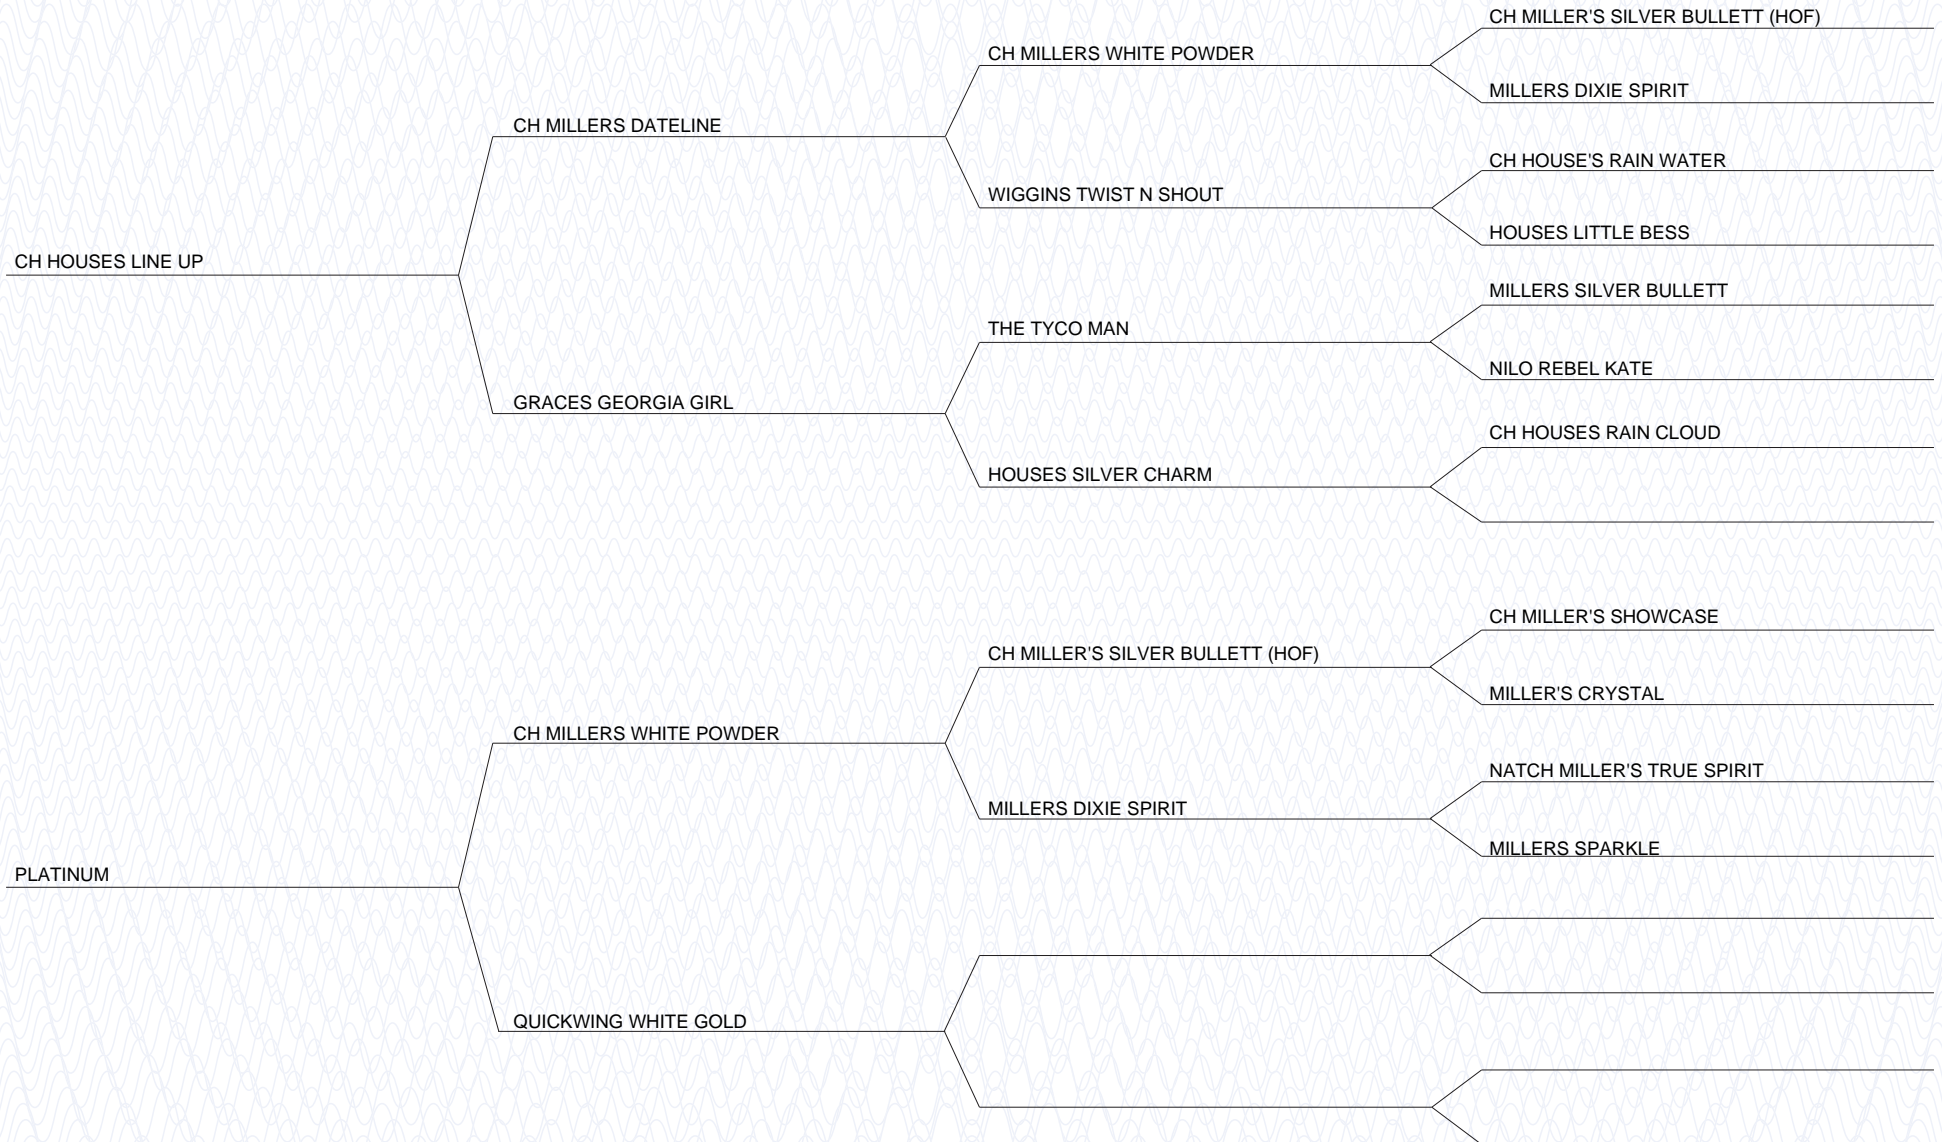 CH MILLER'S SILVER BULLETT (HOF)
CH MILLERS WHITE POWDER
MILLERS DIXIE SPIRIT
CH MILLERS DATELINE
CH HOUSE'S RAIN WATER
WIGGINS TWIST N SHOUT
HOUSES LITTLE BESS
CH HOUSES LINE UP
MILLERS SILVER BULLETT
THE TYCO MAN
NILO REBEL KATE
GRACES GEORGIA GIRL
CH HOUSES RAIN CLOUD
HOUSES SILVER CHARM
CH MILLER'S SHOWCASE
CH MILLER'S SILVER BULLETT (HOF)
MILLER'S CRYSTAL
CH MILLERS WHITE POWDER
NATCH MILLER'S TRUE SPIRIT
MILLERS DIXIE SPIRIT
MILLERS SPARKLE
PLATINUM
QUICKWING WHITE GOLD